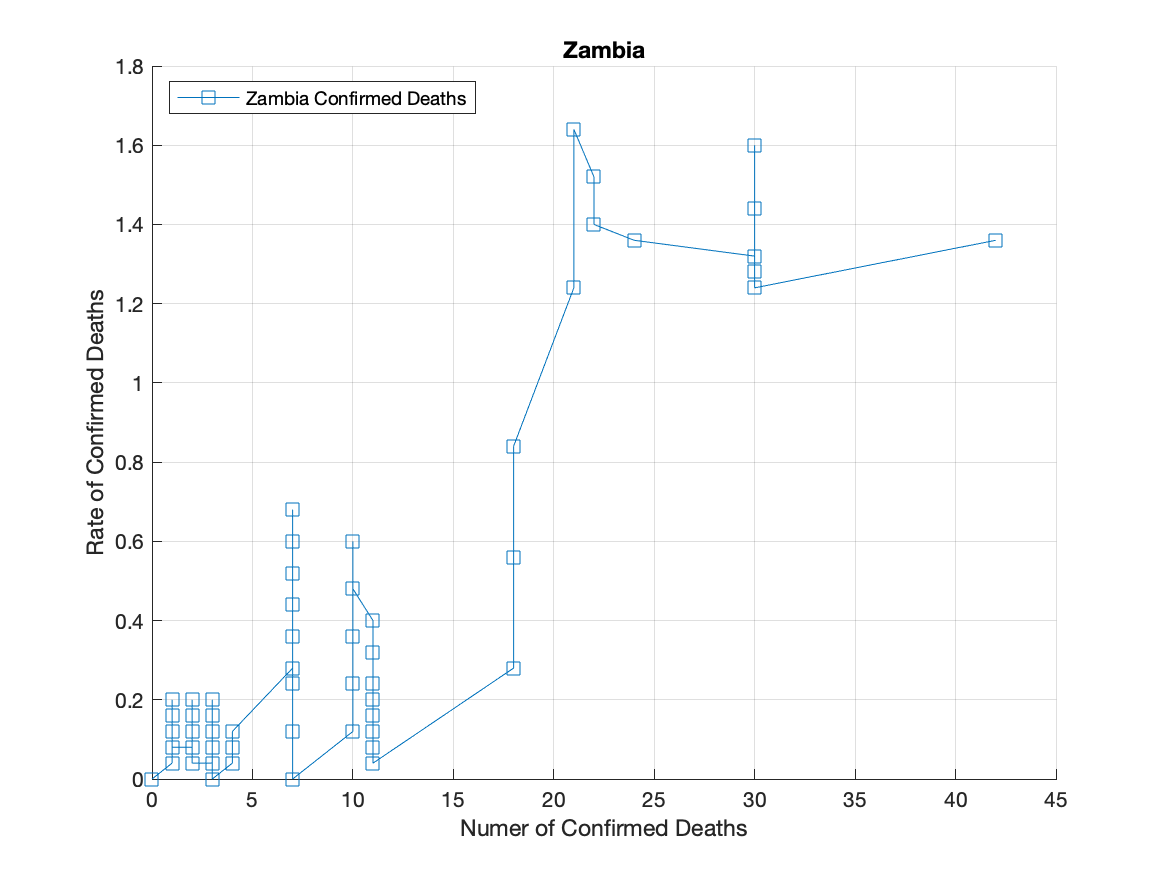 Zambia
Zambia Confirmed Deaths
Rate of Confirmed Deaths
1.8
1.6
1.4
1.2
1
0.8
0.6
0.4
0.2
0
0 5 10 15 20 25 30 35 40 45
Numer of Confirmed Deaths